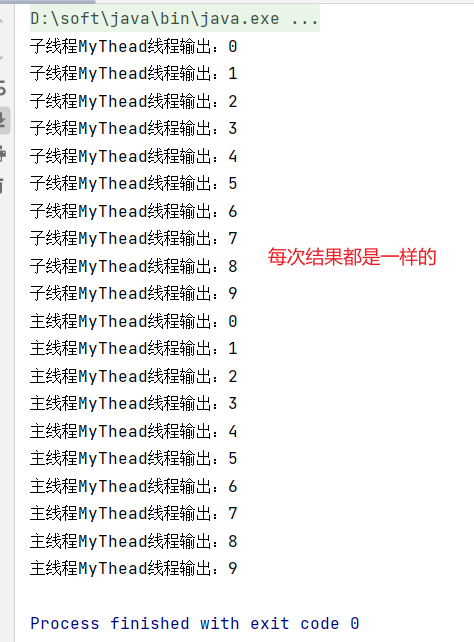 D:\soft\java\bin\java.exe ...
子线程MyThead线程输出：0
子线程MyThead线程输出：1
子线程MyThead线程输出：2
子线程MyThead线程输出：3
子线程MyThead线程输出：4
子线程MyThead线程输出：5
子线程MyThead线程输出：6
子线程MyThead线程输出：7
每次结果都是一样的
子线程MyThead线程输出：8
子线程MyThead线程输出：9
主线程MyThead线程输出：0
主线程MyThead线程输出：1
主线程MyThead线程输出：2
主线程MyThead线程输出：3
主线程MyThead线程输出：4
主线程MyThead线程输出：5
主线程MyThead线程输出：6
主线程MyThead线程输出：7
主线程MyThead线程输出：8
主线程MyThead线程输出：9
Process finished with exit code 0